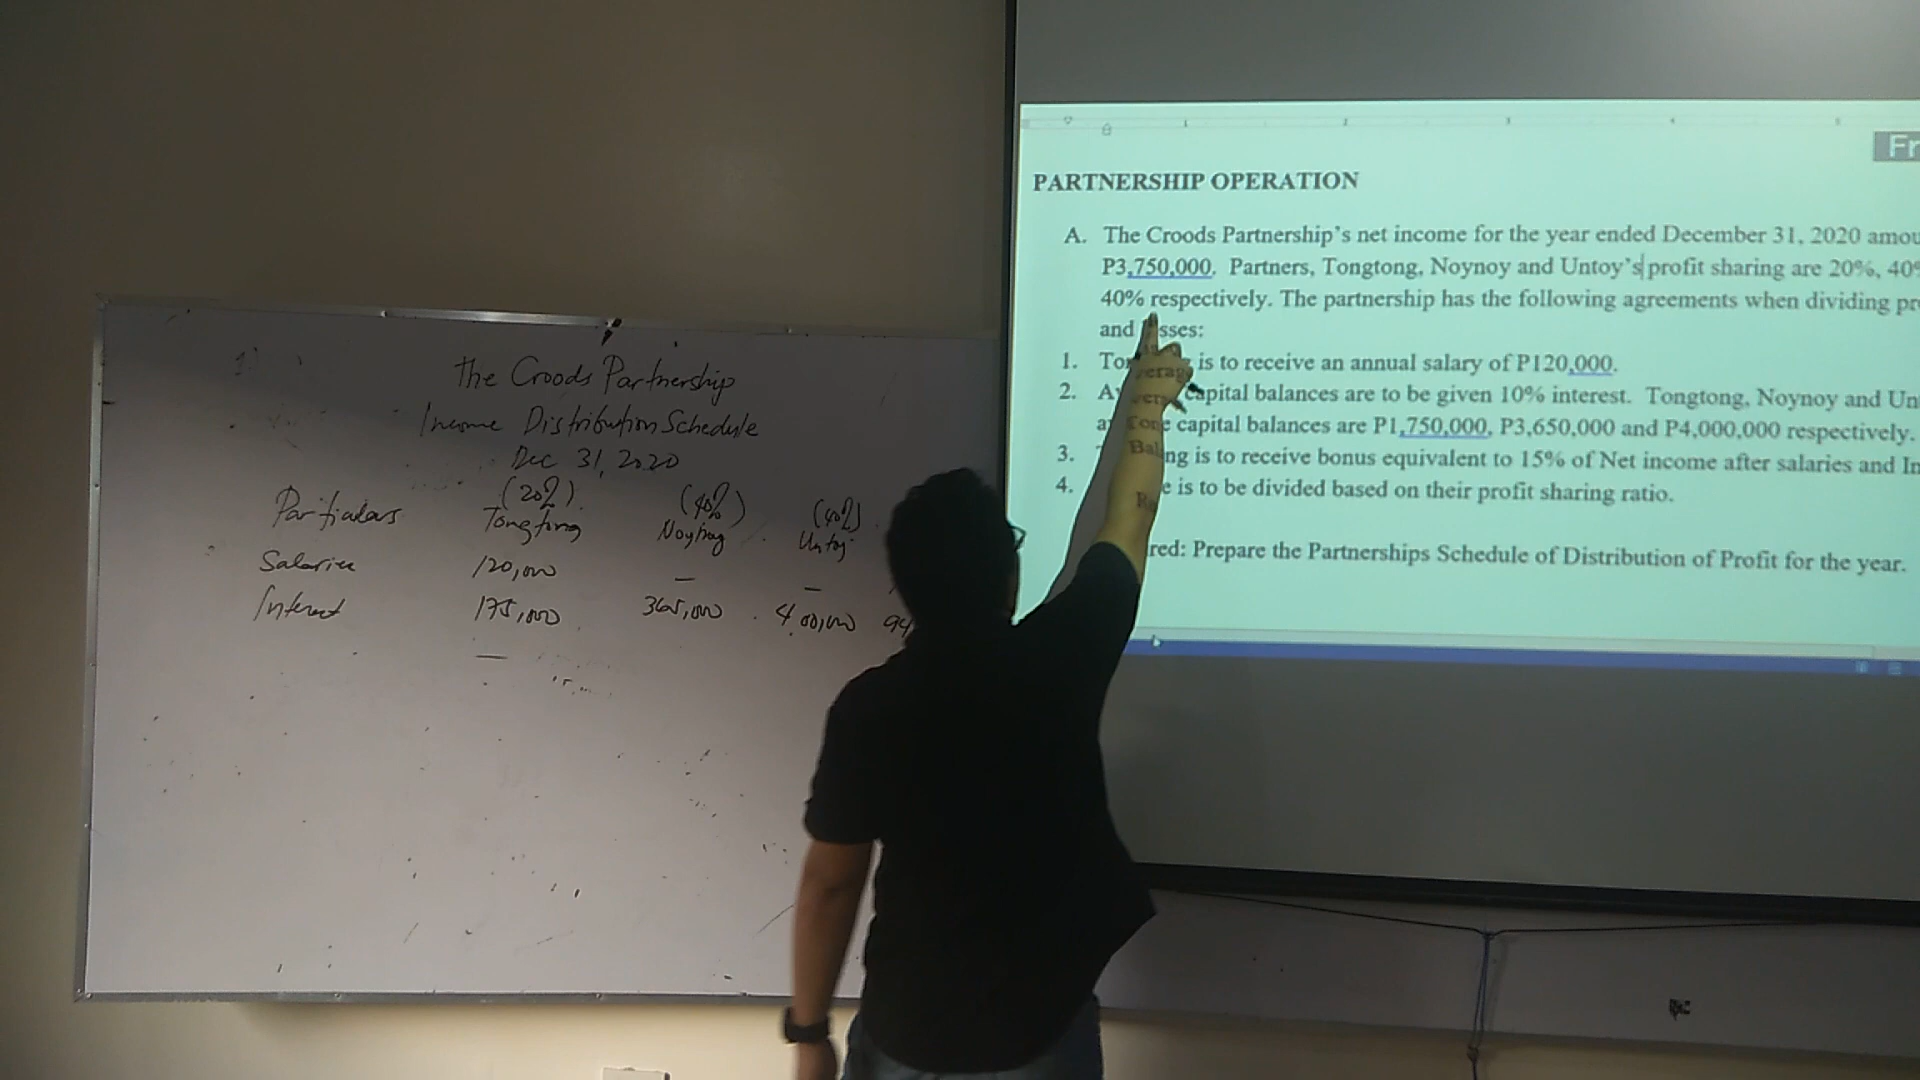 The Croods Partnership
Income Distribution Schedule
Dec 31, 2020
Particulars (20%) Tongtong (40%) Noynoy (40%) Untoy
Salaries 120,000 — —
Interest 175,000 365,000 400,000 94
Fr
PARTNERSHIP OPERATION
A. The Croods Partnership's net income for the year ended December 31, 2020 amou
P3,750,000. Partners, Tongtong, Noynoy and Untoy's profit sharing are 20%, 40%
40% respectively. The partnership has the following agreements when dividing pr
and sses:
1. To is to receive an annual salary of P120,000.
2. Av capital balances are to be given 10% interest. Tongtong, Noynoy and Un
a e capital balances are P1,750,000, P3,650,000 and P4,000,000 respectively.
3. ng is to receive bonus equivalent to 15% of Net income after salaries and In
4. e is to be divided based on their profit sharing ratio.
red: Prepare the Partnerships Schedule of Distribution of Profit for the year.